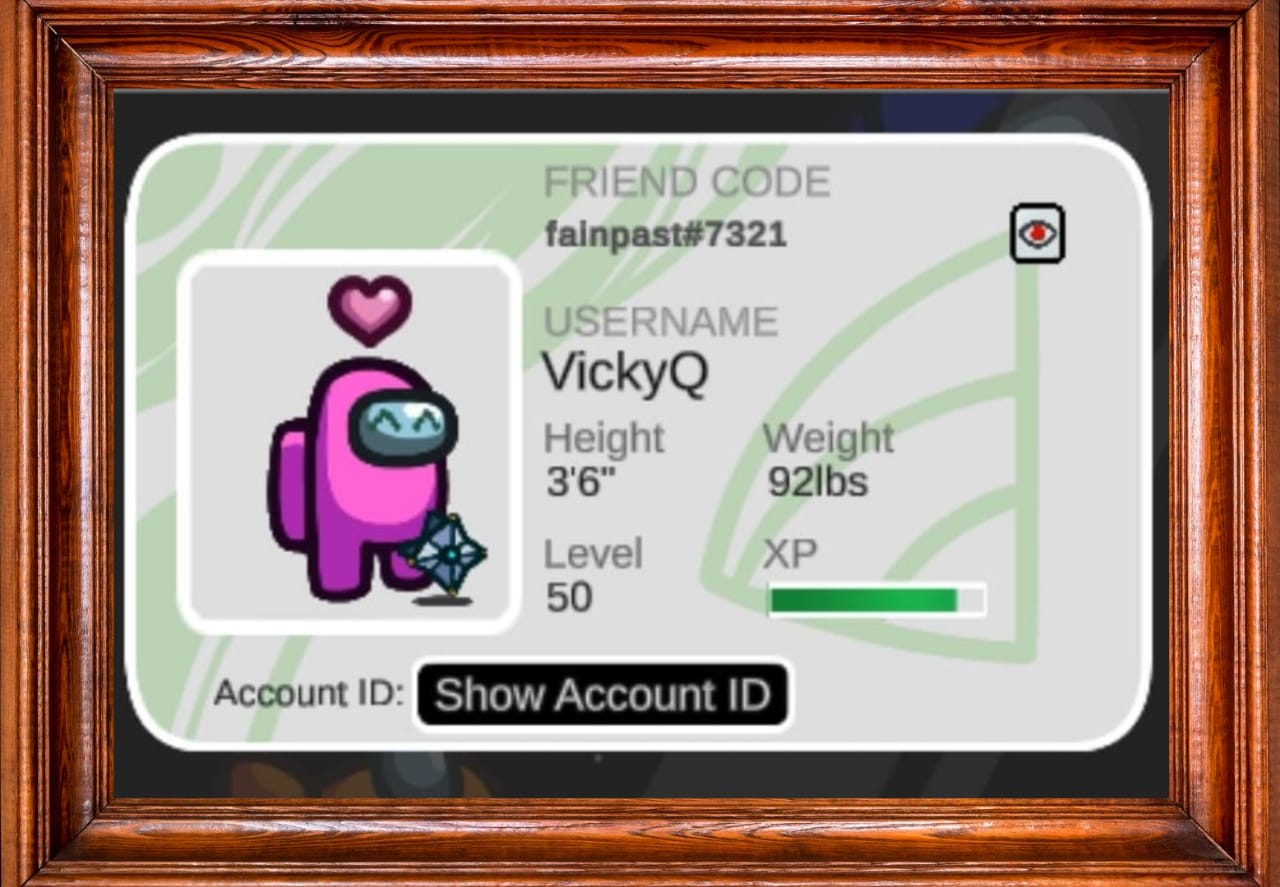 FRIEND CODE
fainpast#7321
USERNAME
VickyQ
Height Weight
3'6" 92lbs
Level XP
50
Account ID: Show Account ID